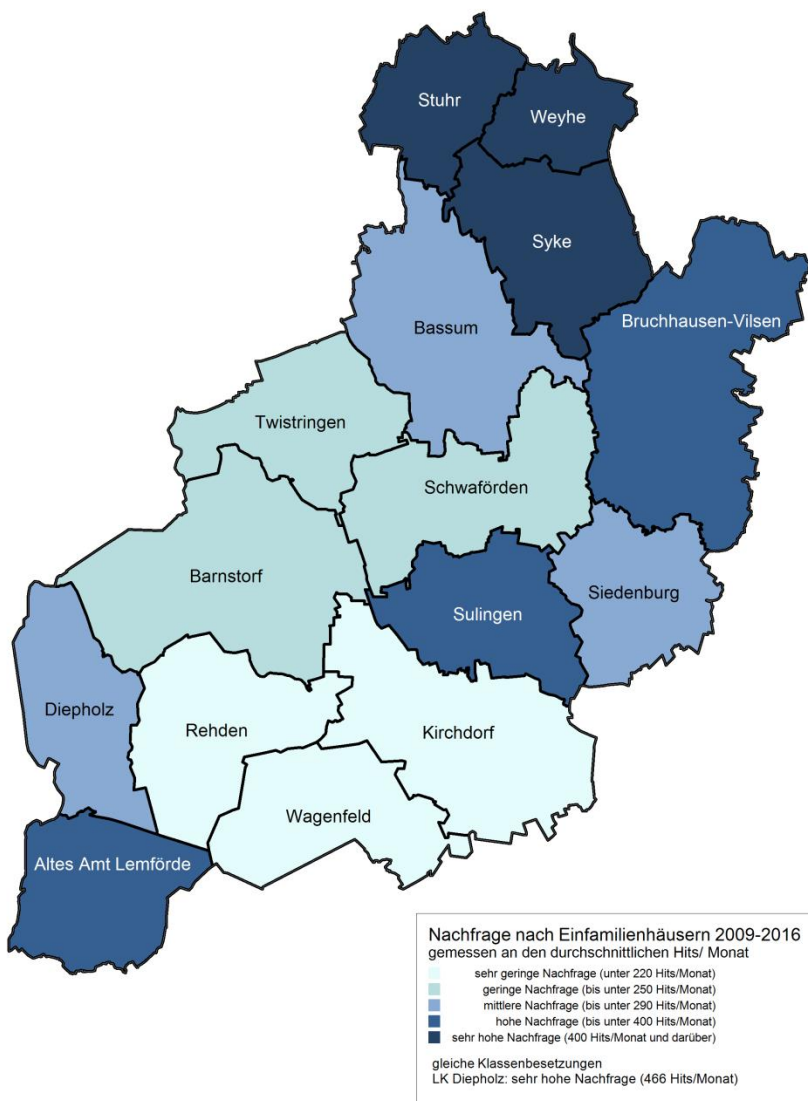 Stuhr
Weyhe
Syke
Bruchhausen-Vilsen
Bassum
Twistringen
Schwaförden
Barnstorf
Siedenburg
Sulingen
Diepholz
Rehden
Kirchdorf
Wagenfeld
Altes Amt Lemförde
Nachfrage nach Einfamilienhäusern 2009-2016
gemessen an den durchschnittlichen Hits/ Monat
sehr geringe Nachfrage (unter 220 Hits/Monat)
geringe Nachfrage (bis unter 250 Hits/Monat)
mittlere Nachfrage (bis unter 290 Hits/Monat)
hohe Nachfrage (bis unter 400 Hits/Monat)
sehr hohe Nachfrage (400 Hits/Monat und darüber)
gleiche Klassenbesetzungen
LK Diepholz: sehr hohe Nachfrage (466 Hits/Monat)